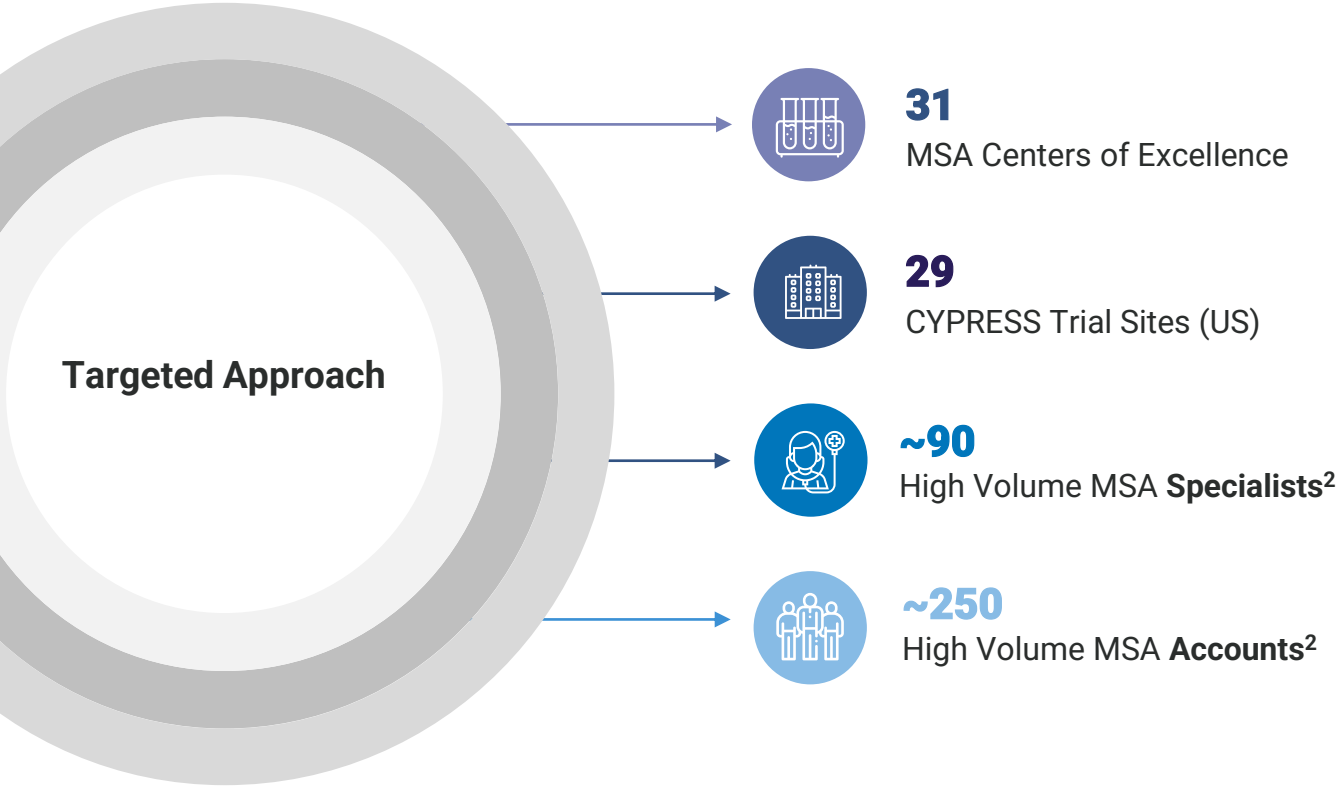 Targeted Approach
31
MSA Centers of Excellence
29
CYPRESS Trial Sites (US)
~90
High Volume MSA Specialists²
~250
High Volume MSA Accounts²